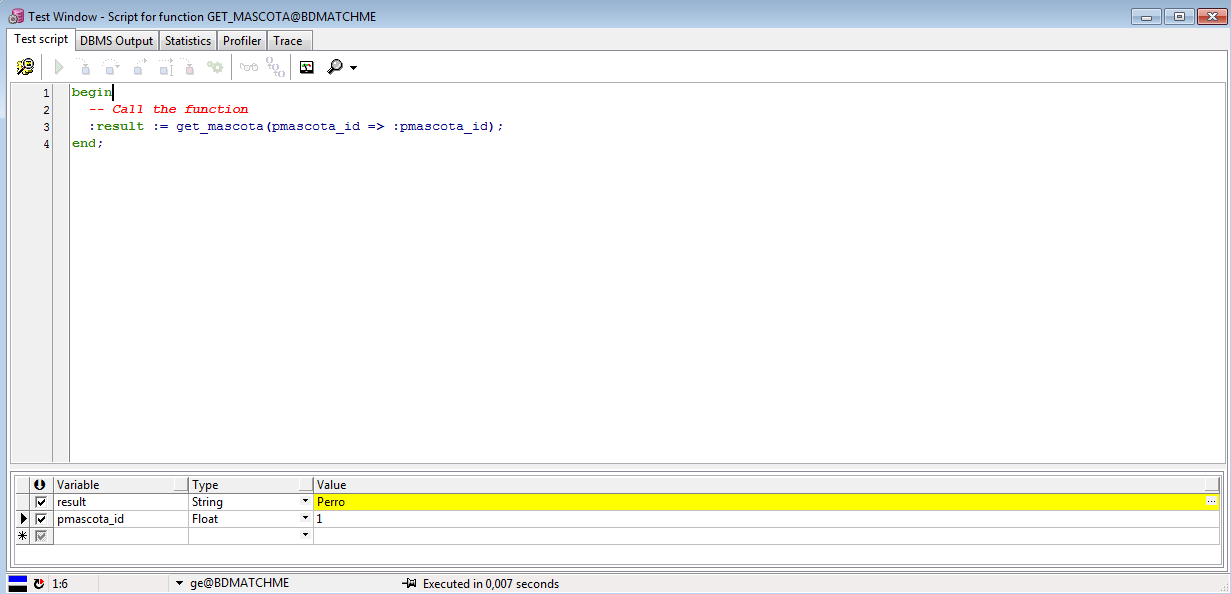 Test Window - Script for function GET_MASCOTA@BDMATCHME
Test script DBMS Output Statistics Profiler Trace
1 begin
2 -- Call the function
3 :result := get_mascota(pmascota_id => :pmascota_id);
4 end;
Variable Type Value
result String Perro ...
pmascota_id Float 1
1:6 ge@BDMATCHME Executed in 0,007 seconds